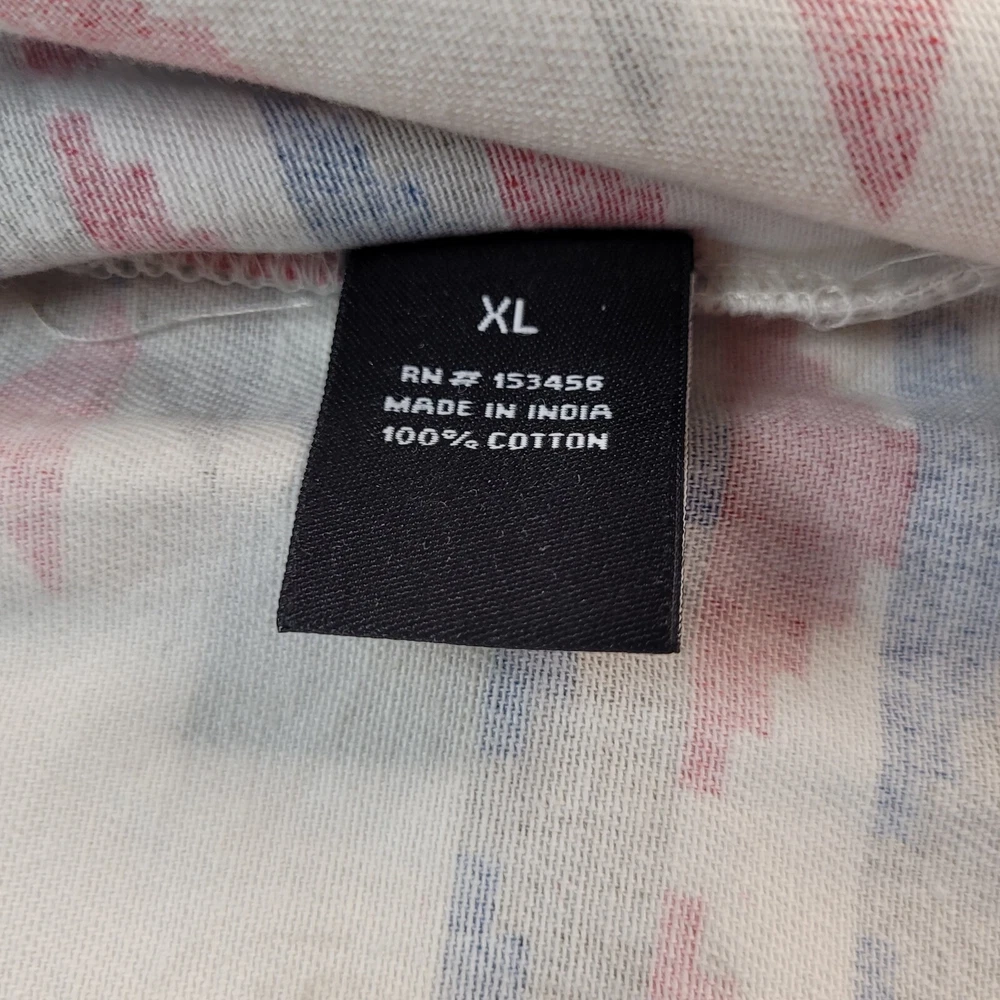 XL
RN # 153456
MADE IN INDIA
100% COTTON